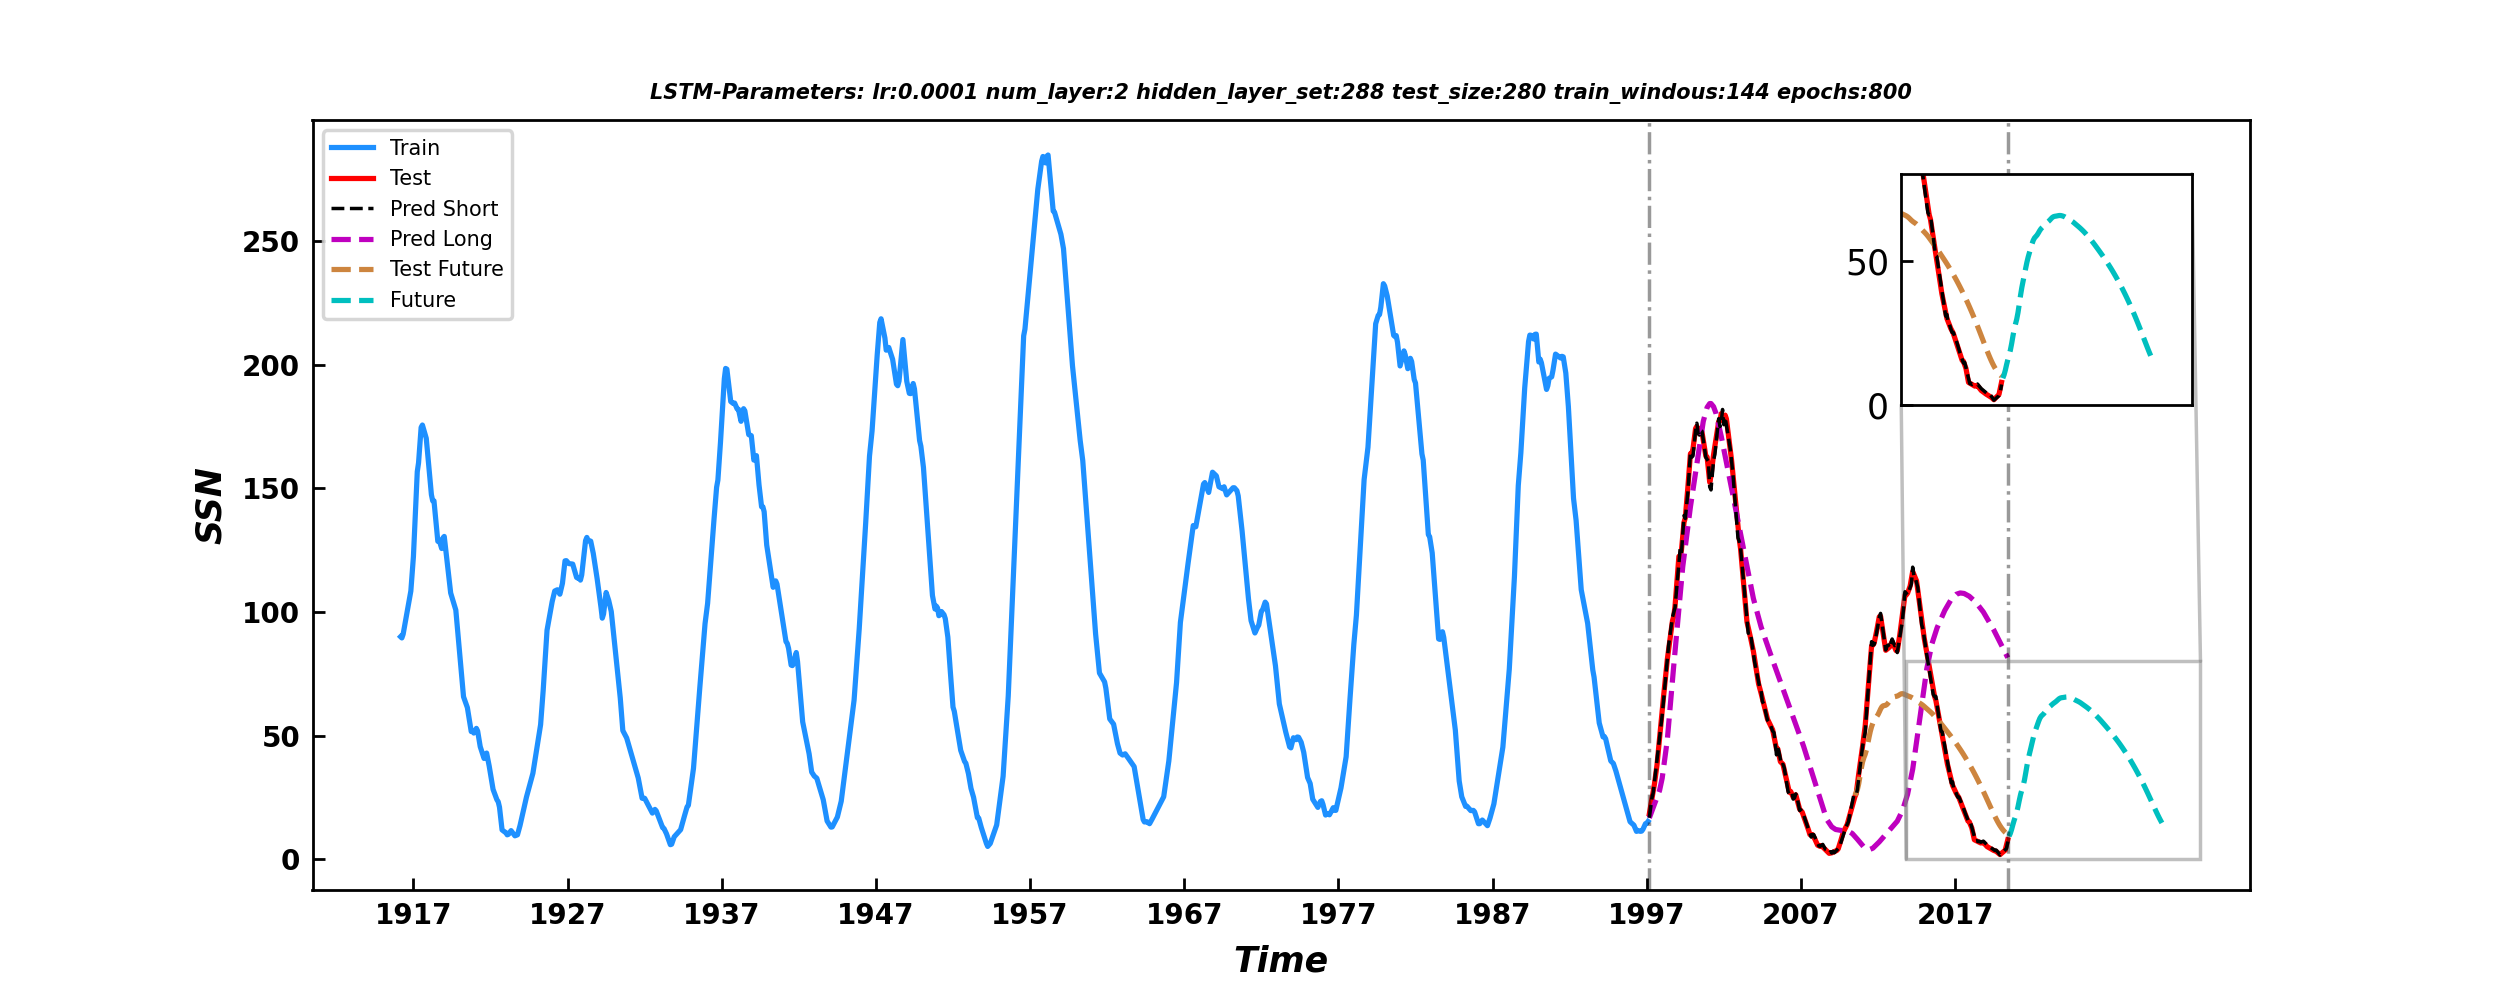 LSTM-Parameters: lr:0.0001 num_layer:2 hidden_layer_set:288 test_size:280 train_windous:144 epochs:800
Train
Test
Pred Short
Pred Long
Test Future
Future
50
0
250
200
150
100
50
0
SSN
1917 1927 1937 1947 1957 1967 1977 1987 1997 2007 2017
Time